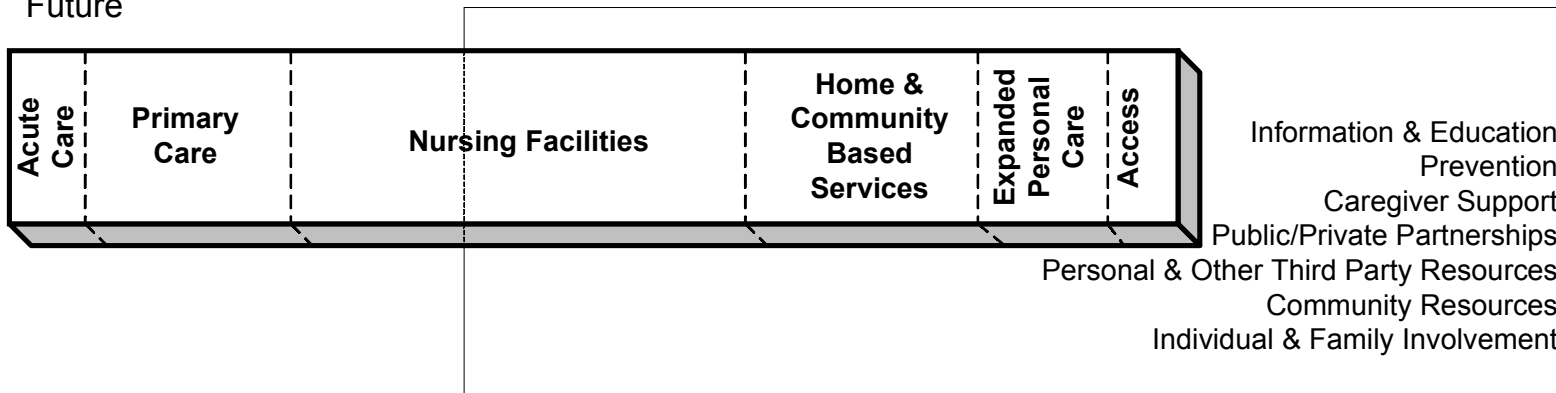 Future
Acute
Care
Primary
Care
Nursing Facilities
Home &
Community
Based
Services
Expanded
Personal
Care
Access
Information & Education
Prevention
Caregiver Support
Public/Private Partnerships
Personal & Other Third Party Resources
Community Resources
Individual & Family Involvement